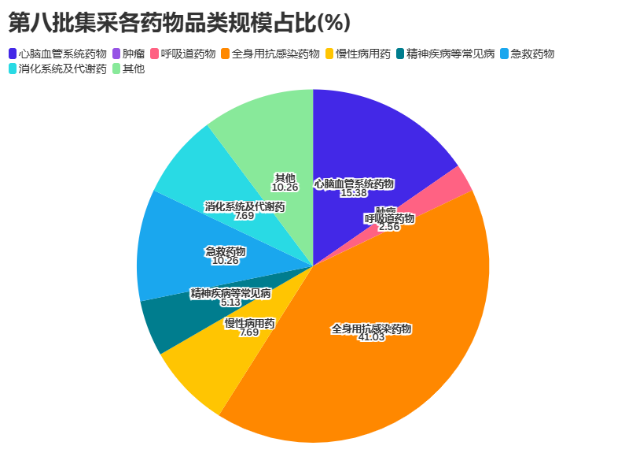 第八批集采各药物品类规模占比(%)
心脑血管系统药物 肿瘤 呼吸道药物 全身用抗感染药物 慢性病用药 精神疾病等常见病 急救药物
消化系统及代谢药 其他
其他
10.26
心脑血管系统药物
15.38
消化系统及代谢药
7.69
肿瘤
呼吸道药物
2.56
急救药物
10.26
精神疾病等常见病
5.13
慢性病用药
7.69
全身用抗感染药物
41.03